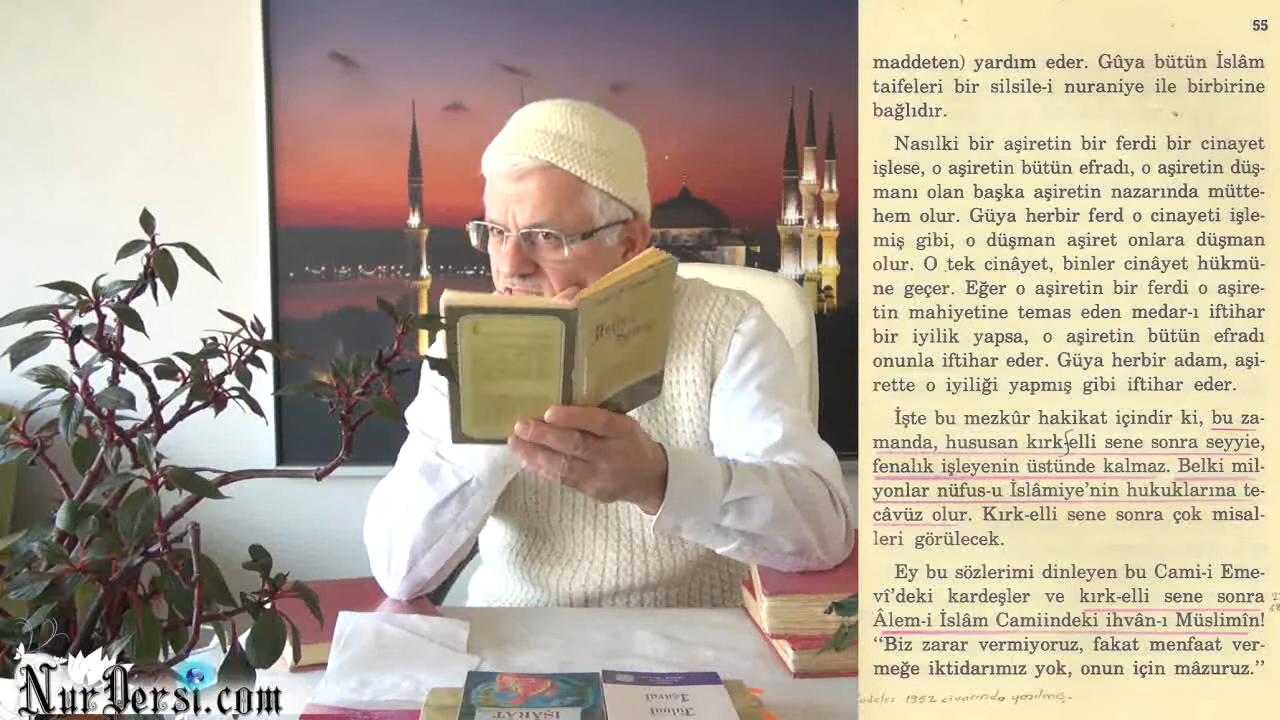 55
maddeten) yardım eder. Gûya bütün İslâm
taifeleri bir silsile-i nuraniye ile birbirine
bağlıdır.
Nasılki bir aşiretin bir ferdi bir cinayet
işlese, o aşiretin bütün efradı, o aşiretin düş-
manı olan başka aşiretin nazarında mütte-
hem olur. Güya herbir ferd o cinayeti işle-
miş gibi, o düşman aşiret onlara düşman
olur. O tek cinâyet, binler cinâyet hükmü-
ne geçer. Eğer o aşiretin bir ferdi o aşire-
tin mahiyetine temas eden medar-ı iftihar
bir iyilik yapsa, o aşiretin bütün efradı
onunla iftihar eder. Güya herbir adam, aşi-
rette o iyiliği yapmış gibi iftihar eder.
İşte bu mezkûr hakikat içindir ki, bu za-
manda, hususan kırk elli sene sonra seyyie,
fenalık işleyenin üstünde kalmaz. Belki mil-
yonlar nüfus-u İslâmiye'nin hukuklarına te-
câvüz olur. Kırk-elli sene sonra çok misal-
leri görülecek.
Ey bu sözlerimi dinleyen bu Cami-i Eme-
vî'deki kardeşler ve kırk-elli sene sonra
Âlem-i İslâm Camiindeki ihvân-ı Müslimîn!
"Biz zarar vermiyoruz, fakat menfaat ver-
meğe iktidarımız yok, onun için mâzuruz."
1952 civarında yazılmış.
NurDersi.com
İŞÂRAT